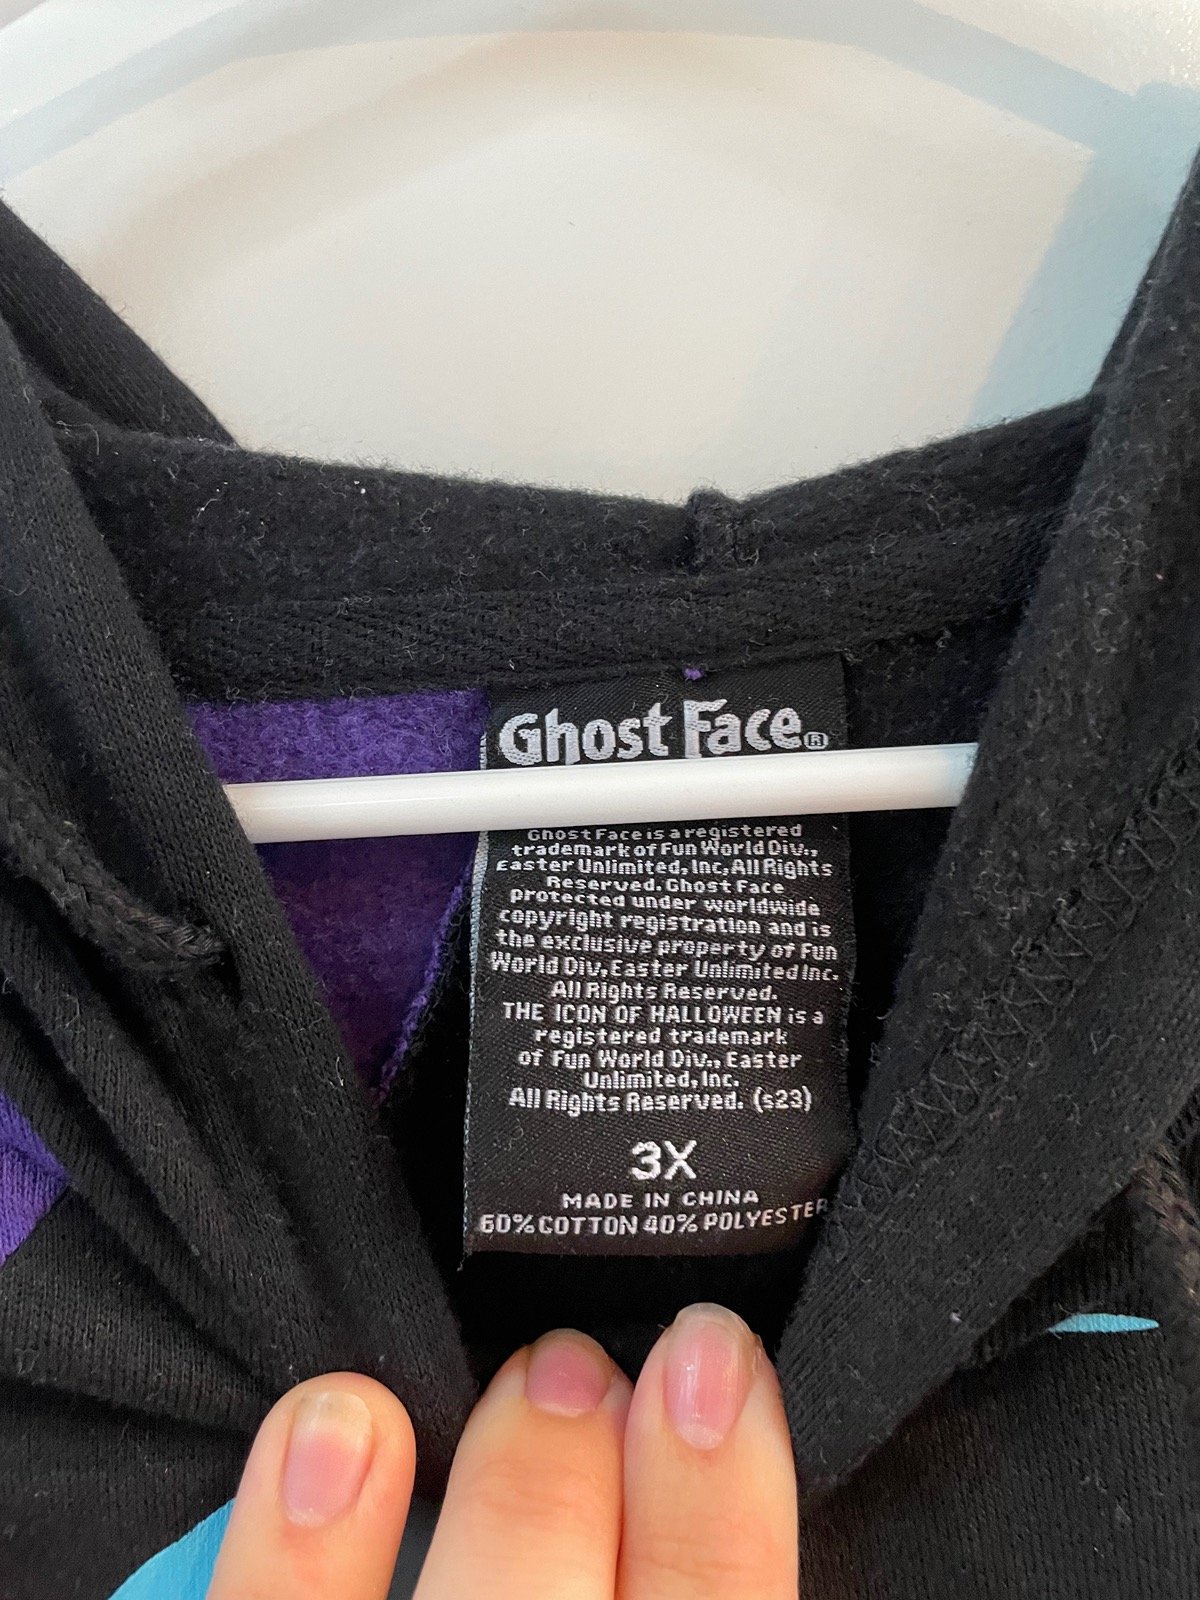 Ghost Face®
Ghost Face is a registered
trademark of Fun World Div.,
Easter Unlimited, Inc, All Rights
Reserved. Ghost Face
protected under worldwide
copyright registration and is
the exclusive property of Fun
World Div, Easter Unlimited Inc.
All Rights Reserved.
THE ICON OF HALLOWEEN is a
registered trademark
of Fun World Div., Easter
Unlimited, Inc.
All Rights Reserved. (s23)
3X
MADE IN CHINA
60% COTTON 40% POLYESTER